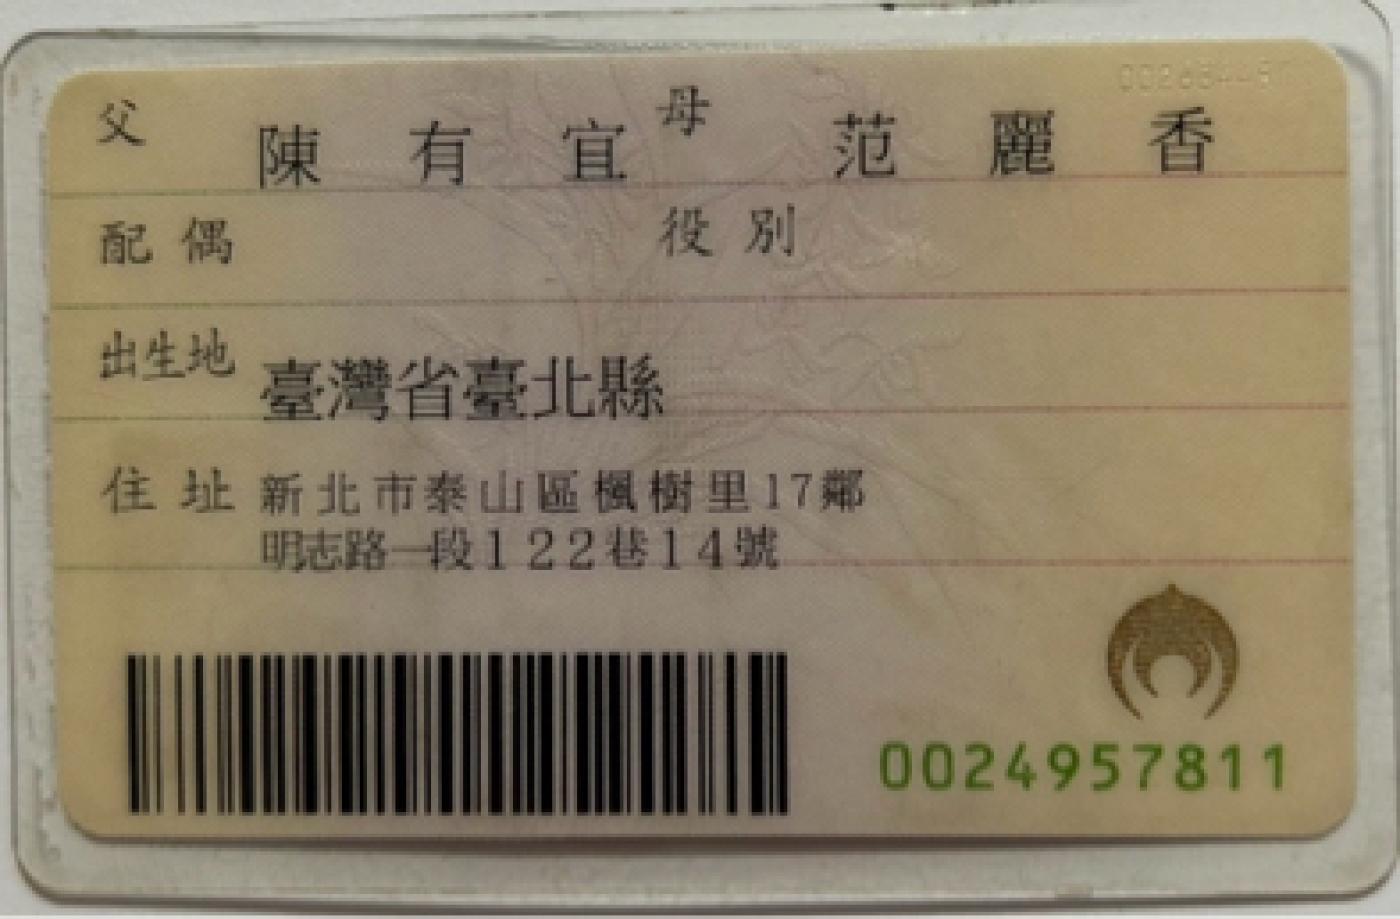 父 陳有宜 母 范麗香
配偶 役別
出生地 臺灣省臺北縣
住址 新北市泰山區楓樹里17鄰
明志路一段122巷14號
0024957811